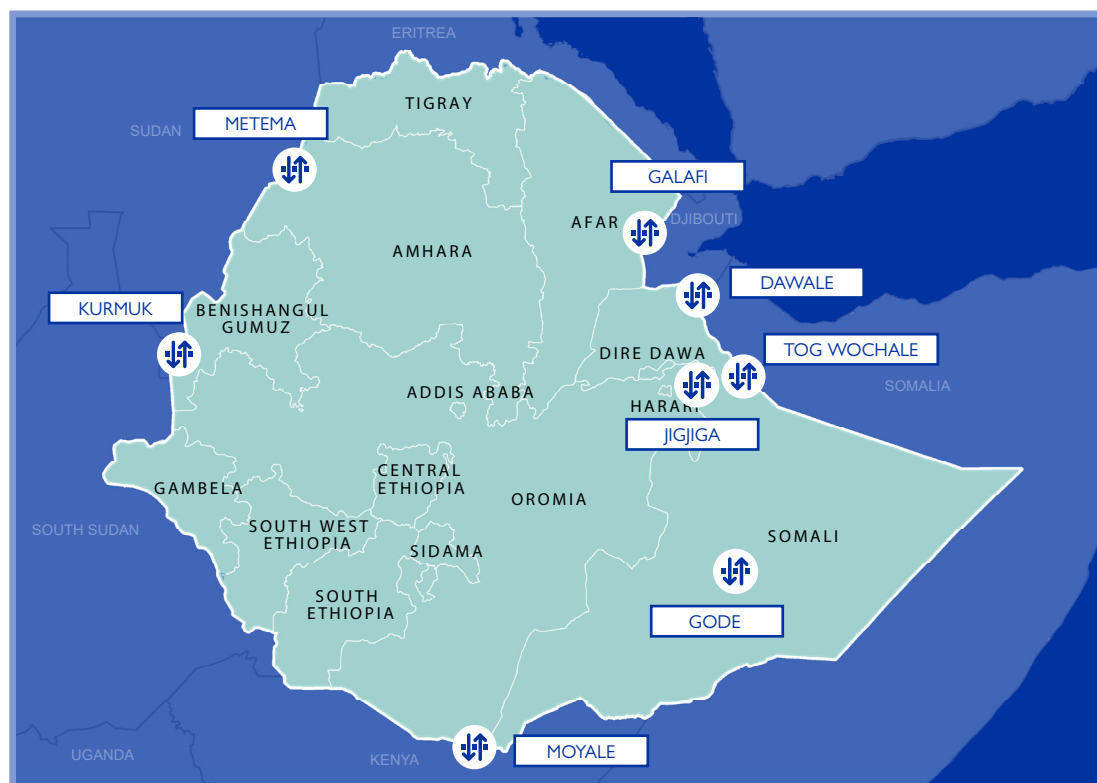 ERITREA
TIGRAY
METEMA
SUDAN
GALAFI
AFAR
DJIBOUTI
AMHARA
DAWALE
KURMUK
BENISHANGUL
GUMUZ
DIRE DAWA
TOG WOCHALE
SOMALIA
ADDIS ABABA
HARARI
JIGJIGA
CENTRAL
ETHIOPIA
GAMBELA
OROMIA
SOUTH SUDAN
SOUTH WEST
ETHIOPIA
SIDAMA
SOMALI
SOUTH
ETHIOPIA
GODE
UGANDA
KENYA
MOYALE